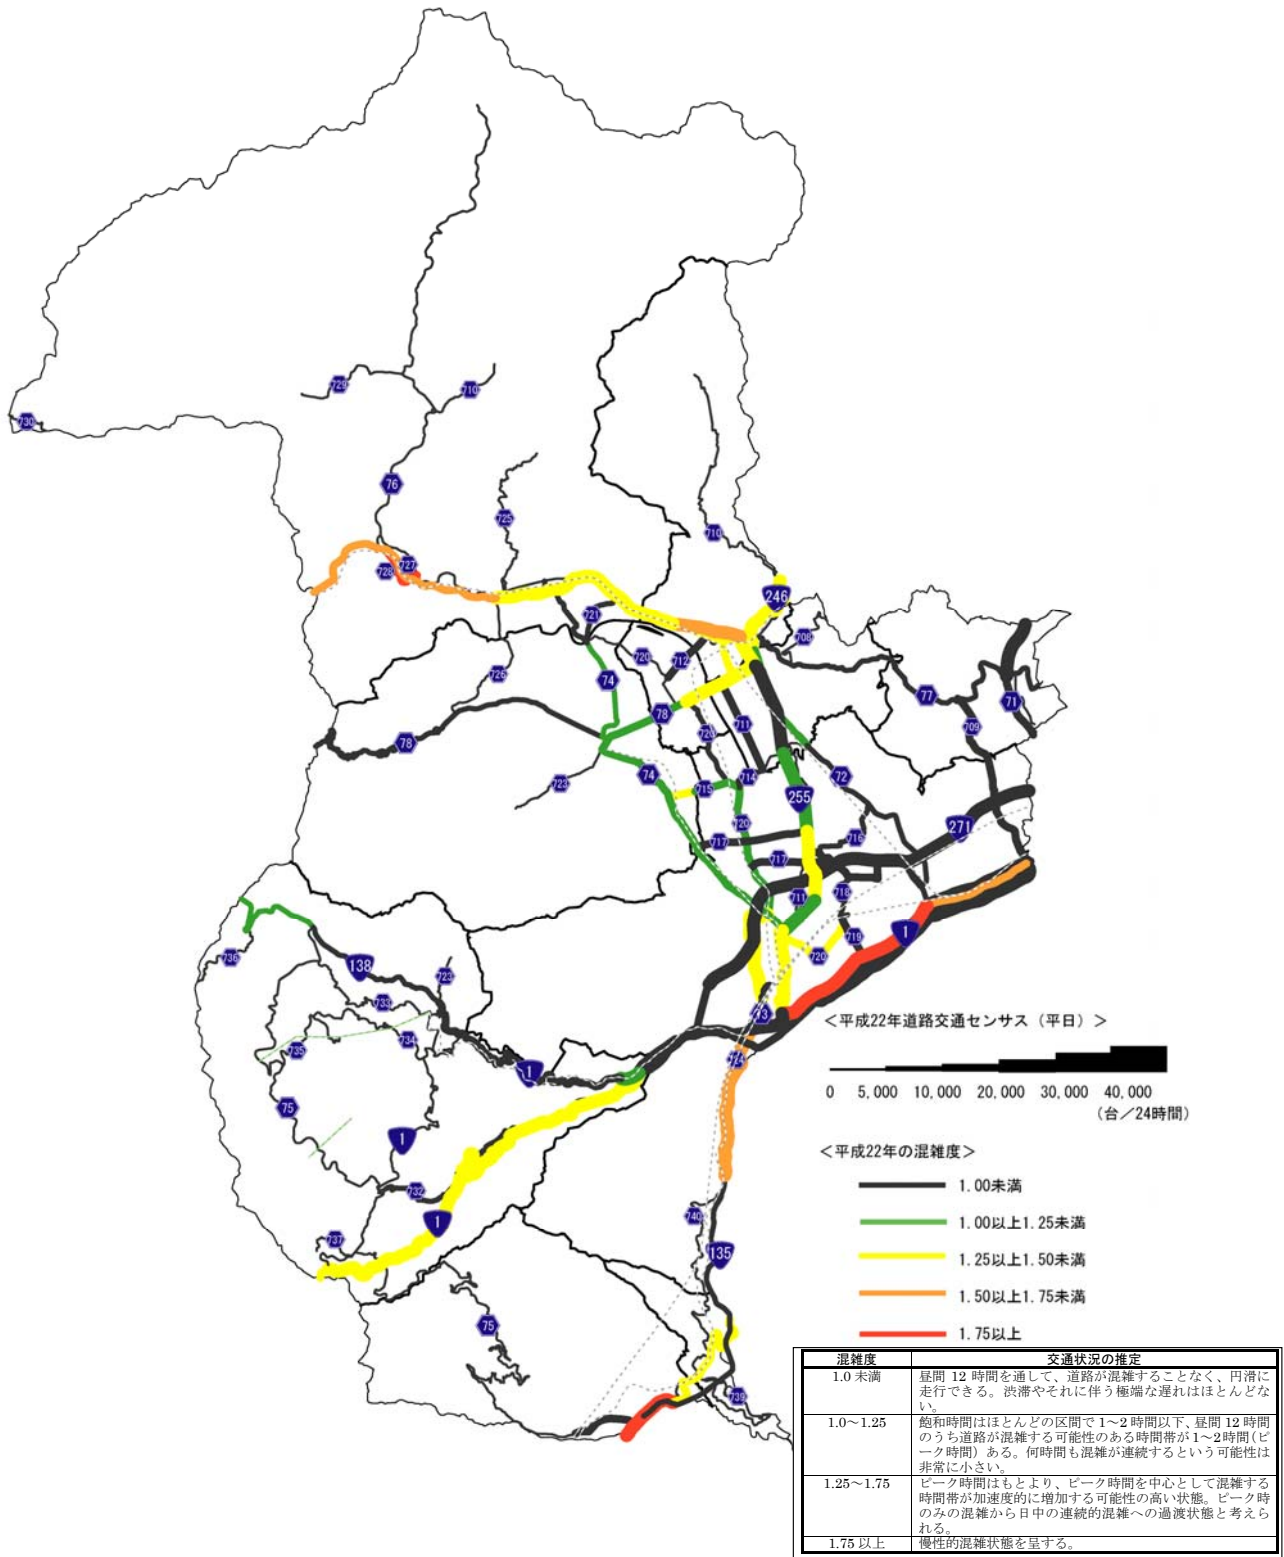 729
710
730
76
725
710
727
728
246
721
708
720
712
726
74
77
71
78
720
711
709
78
74
714
72
723
715
255
720
271
717
716
717
711
718
1
719
720
736
138
723
733
734
735
1
75
1
732
1
737
740
135
75
739
＜平成22年道路交通センサス（平日）＞
0 5,000 10,000 20,000 30,000 40,000
（台／24時間）
＜平成22年の混雑度＞
1.00未満
1.00以上1.25未満
1.25以上1.50未満
1.50以上1.75未満
1.75以上
混雑度 交通状況の推定
1.0 未満 昼間 12 時間を通して、道路が混雑することなく、円滑に
走行できる。渋滞やそれに伴う極端な遅れはほとんどな
い。
1.0～1.25 飽和時間はほとんどの区間で 1～2 時間以下、昼間 12 時間
のうち道路が混雑する可能性のある時間帯が 1～2時間（ピ
ーク時間）ある。何時間も混雑が連続するという可能性は
非常に小さい。
1.25～1.75 ピーク時間はもとより、ピーク時間を中心として混雑する
時間帯が加速度的に増加する可能性の高い状態。ピーク時
のみの混雑から日中の連続的混雑への過渡状態と考えら
れる。
1.75 以上 慢性的混雑状態を呈する。